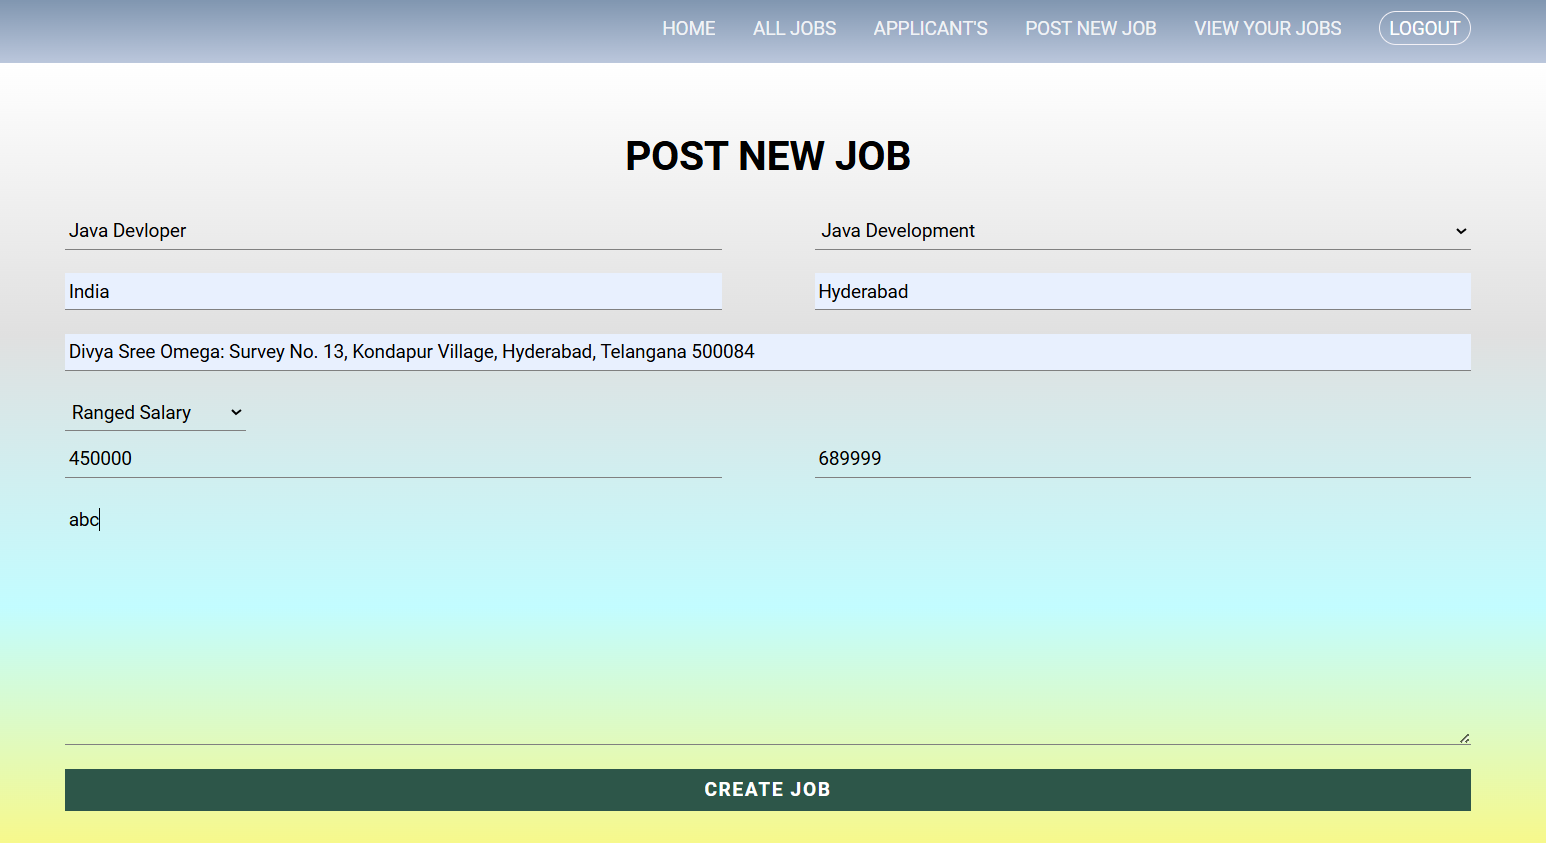 HOME ALL JOBS APPLICANT'S POST NEW JOB VIEW YOUR JOBS LOGOUT
POST NEW JOB
Java Devloper Java Development
India Hyderabad
Divya Sree Omega: Survey No. 13, Kondapur Village, Hyderabad, Telangana 500084
Ranged Salary
450000 689999
abc
CREATE JOB